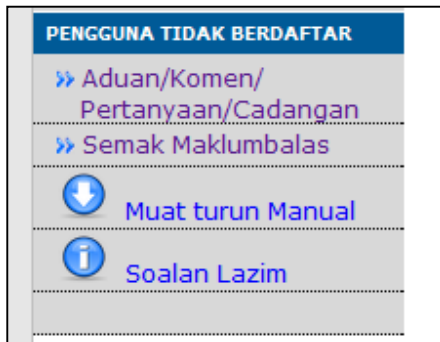 PENGGUNA TIDAK BERDAFTAR
» Aduan/Komen/
Pertanyaan/Cadangan
» Semak Maklumbalas
Muat turun Manual
Soalan Lazim